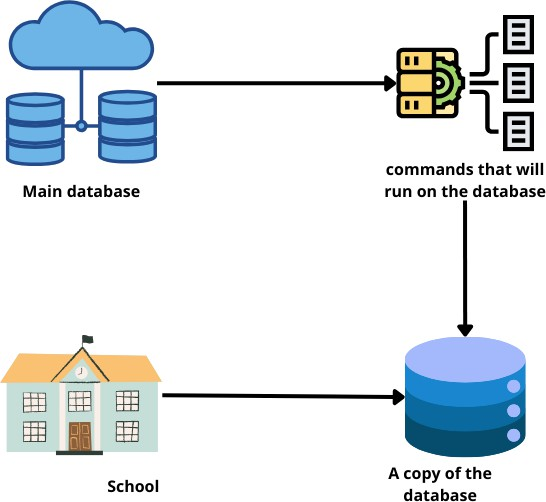 Main database
commands that will
run on the database
School
A copy of the
database